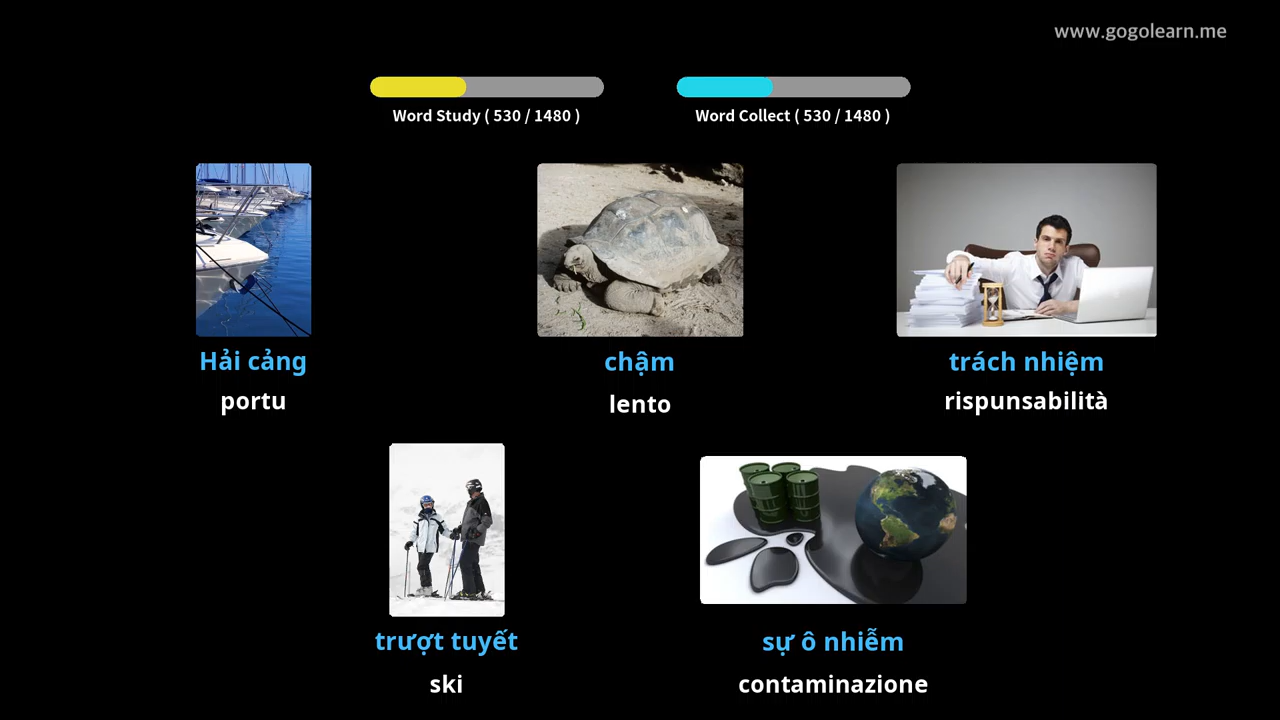 www.gogolearn.me
Word Study ( 530 / 1480 )
Word Collect ( 530 / 1480 )
Hải cảng
portu
chậm
lento
trách nhiệm
rispunsabilità
trượt tuyết
ski
sự ô nhiễm
contaminazione